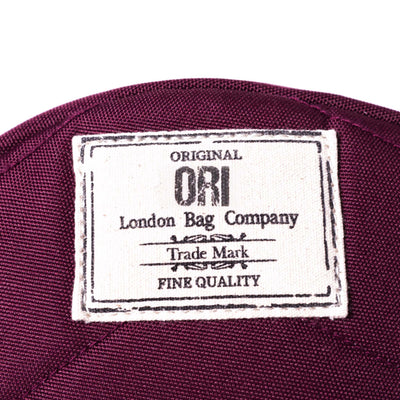 ORIGINAL
ORI
London Bag Company
Trade Mark
FINE QUALITY